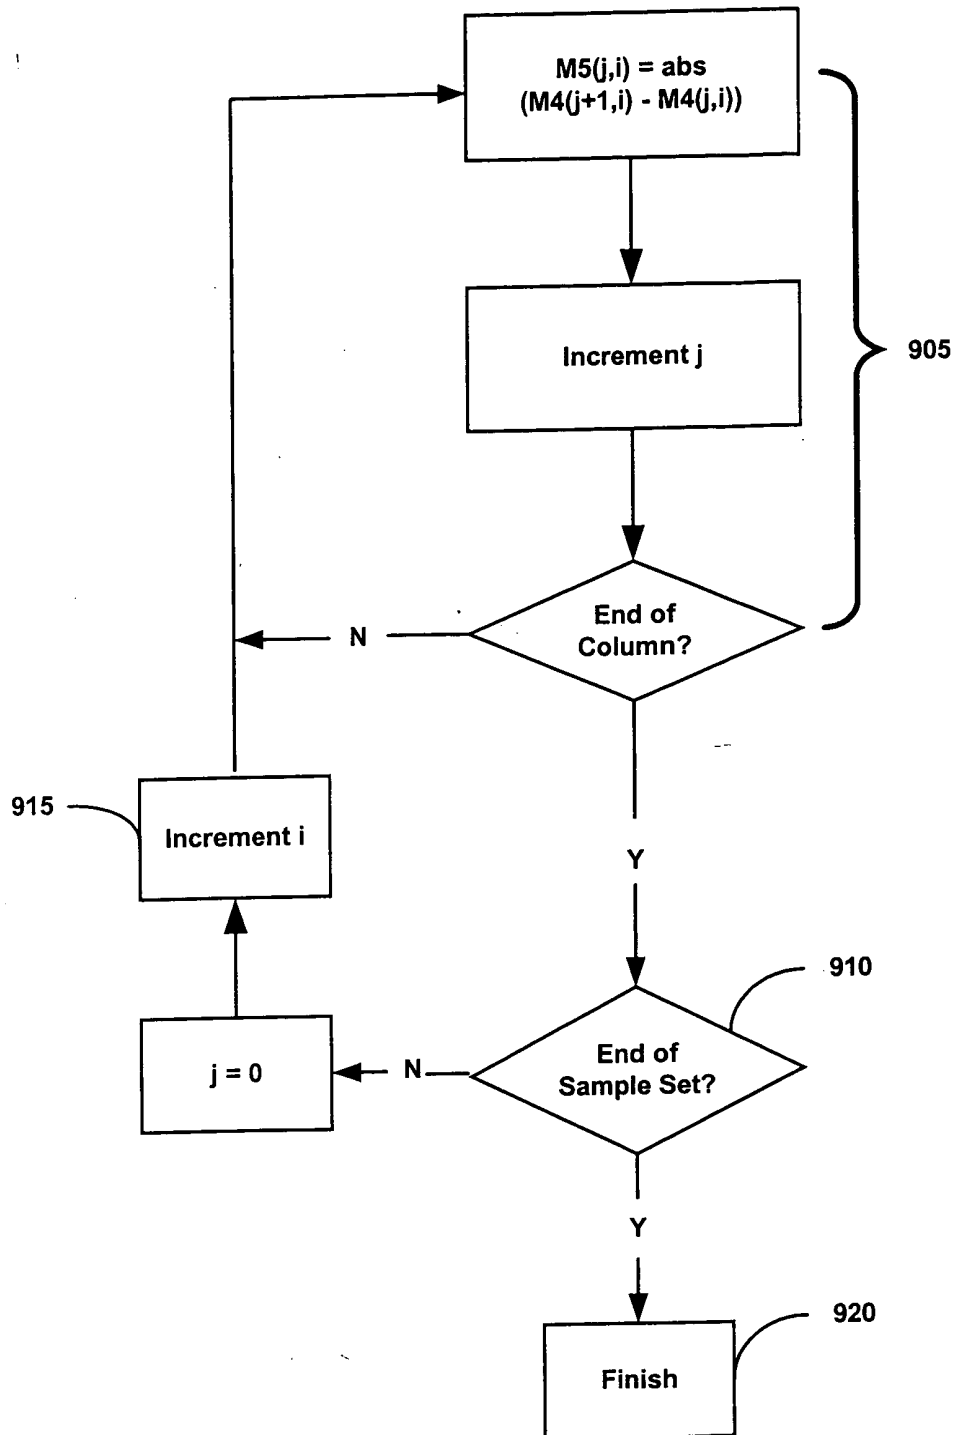 M5(j,i) = abs
(M4(j+1,i) - M4(j,i))
Increment j
905
End of
Column?
N
915
Increment i
Y
910
End of
Sample Set?
N
j = 0
Y
920
Finish